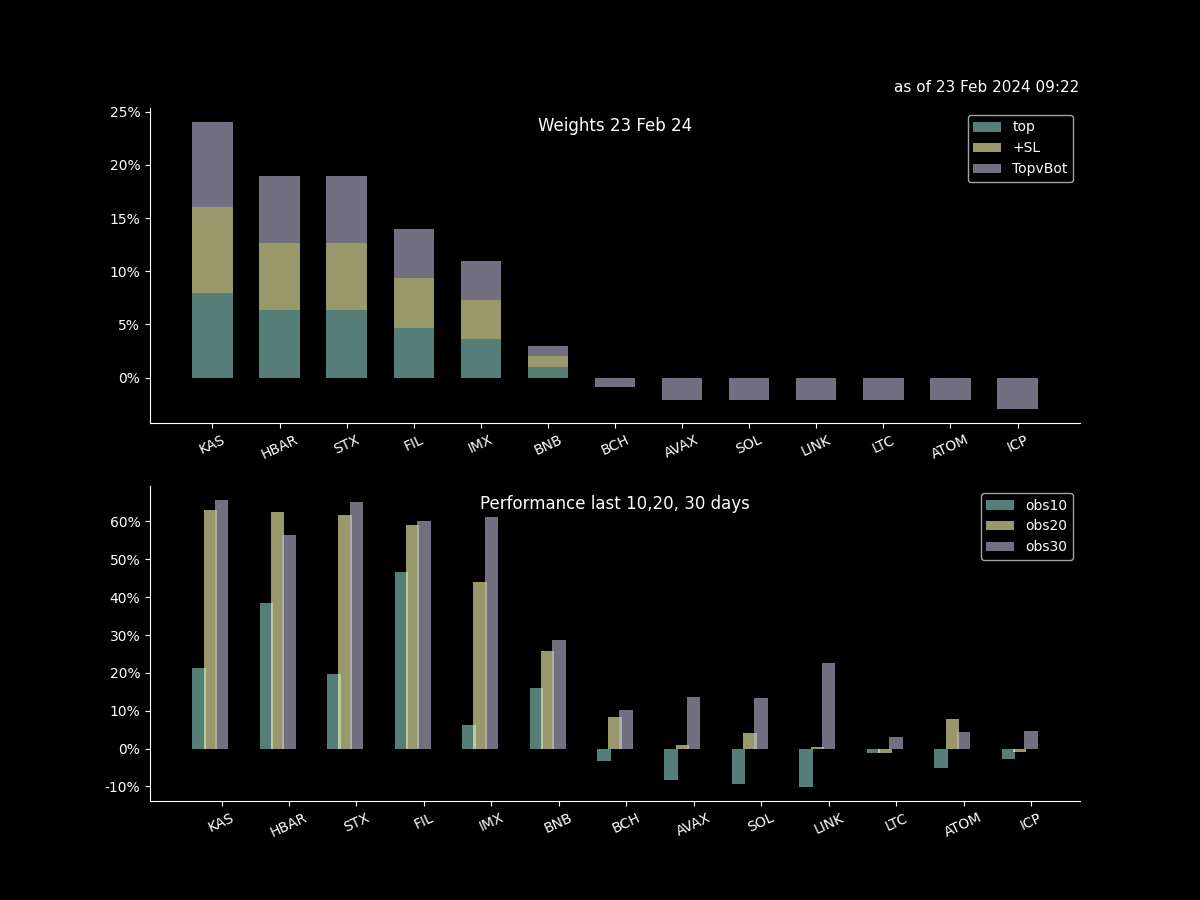 as of 23 Feb 2024 09:22
Weights 23 Feb 24
top
+SL
TopvBot
25%
20%
15%
10%
5%
0%
KAS HBAR STX FIL IMX BNB BCH AVAX SOL LINK LTC ATOM ICP
Performance last 10,20, 30 days
obs10
obs20
obs30
60%
50%
40%
30%
20%
10%
0%
-10%
KAS HBAR STX FIL IMX BNB BCH AVAX SOL LINK LTC ATOM ICP